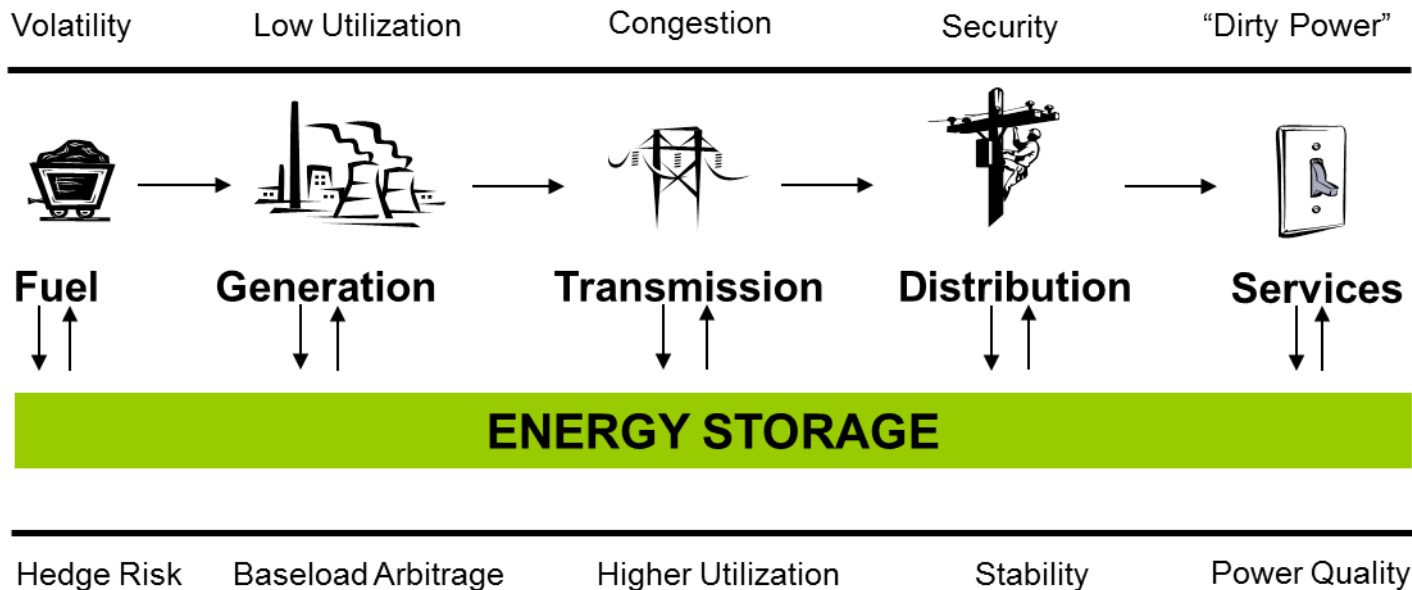 Volatility Low Utilization Congestion Security “Dirty Power”
Fuel Generation Transmission Distribution Services
ENERGY STORAGE
Hedge Risk Baseload Arbitrage Higher Utilization Stability Power Quality